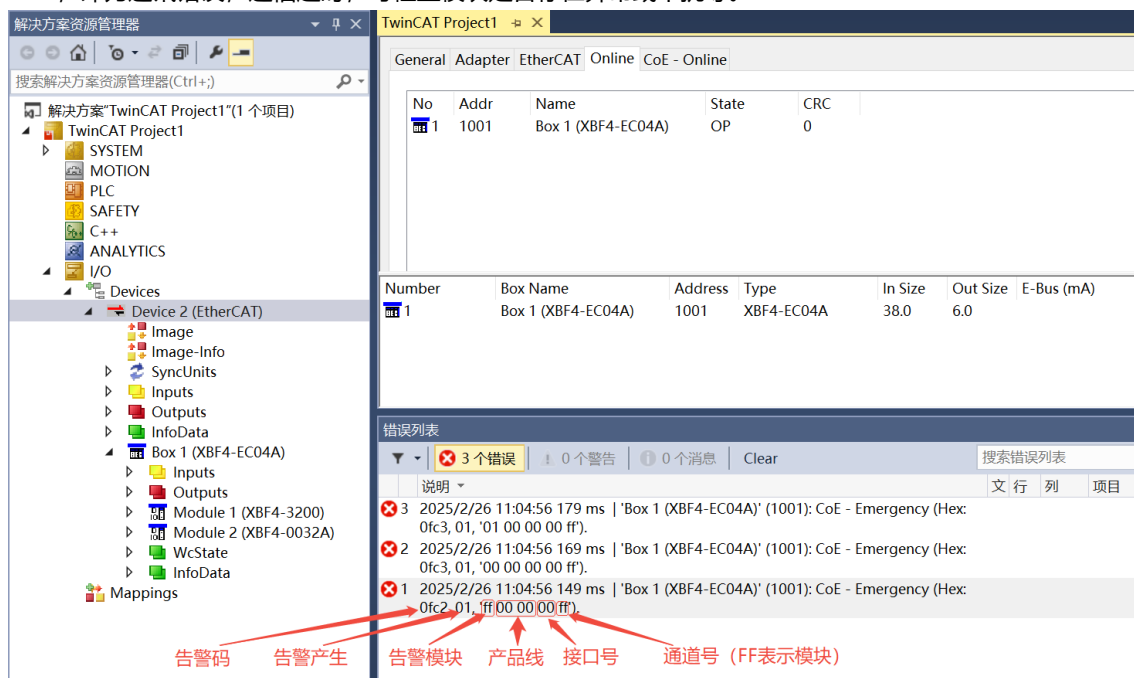 解决方案资源管理器
搜索解决方案资源管理器(Ctrl+;)
解决方案"TwinCAT Project1"(1 个项目)
TwinCAT Project1
SYSTEM
MOTION
PLC
SAFETY
C++
ANALYTICS
I/O
Devices
Device 2 (EtherCAT)
Image
Image-Info
SyncUnits
Inputs
Outputs
InfoData
Box 1 (XBF4-EC04A)
Inputs
Outputs
Module 1 (XBF4-3200)
Module 2 (XBF4-0032A)
WcState
InfoData
Mappings
TwinCAT Project1
General Adapter EtherCAT Online CoE - Online
No Addr Name State CRC
1 1001 Box 1 (XBF4-EC04A) OP 0
Number Box Name Address Type In Size Out Size E-Bus (mA)
1 Box 1 (XBF4-EC04A) 1001 XBF4-EC04A 38.0 6.0
错误列表
3 个错误 0 个警告 0 个消息 Clear 搜索错误列表
说明 文 行 列 项目
3 2025/2/26 11:04:56 179 ms | 'Box 1 (XBF4-EC04A)' (1001): CoE - Emergency (Hex:
0fc3, 01, '01 00 00 00 ff').
2 2025/2/26 11:04:56 169 ms | 'Box 1 (XBF4-EC04A)' (1001): CoE - Emergency (Hex:
0fc3, 01, '00 00 00 00 ff').
1 2025/2/26 11:04:56 149 ms | 'Box 1 (XBF4-EC04A)' (1001): CoE - Emergency (Hex:
0fc2, 01, 'ff 00 00 00 ff').
告警码 告警产生 告警模块 产品线 接口号 通道号（FF表示模块）